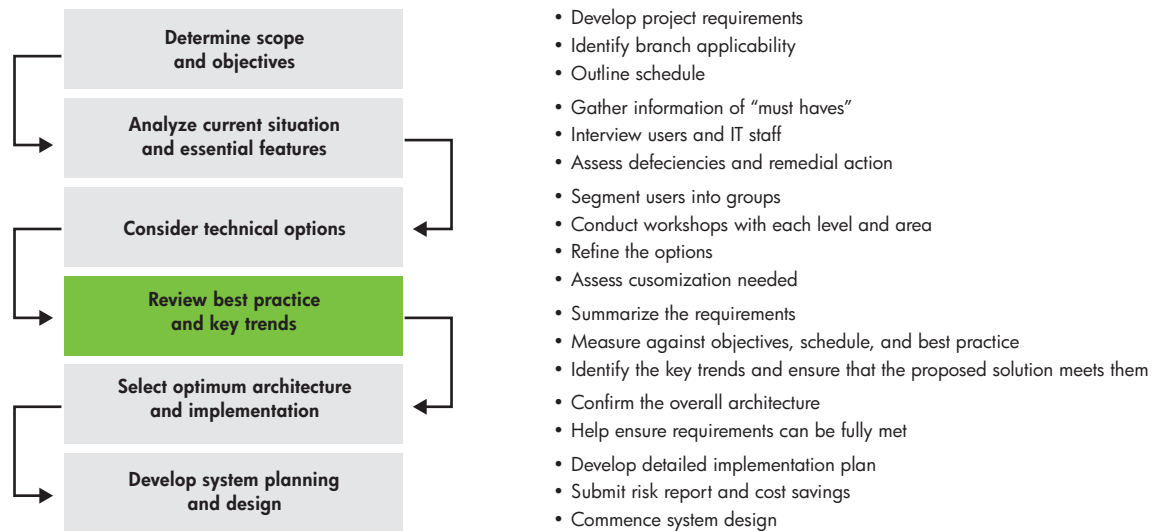 Determine scope
and objectives
• Develop project requirements
• Identify branch applicability
• Outline schedule
Analyze current situation
and essential features
• Gather information of “must haves”
• Interview users and IT staff
• Assess defeciencies and remedial action
Consider technical options
• Segment users into groups
• Conduct workshops with each level and area
• Refine the options
• Assess cusomization needed
Review best practice
and key trends
• Summarize the requirements
• Measure against objectives, schedule, and best practice
• Identify the key trends and ensure that the proposed solution meets them
Select optimum architecture
and implementation
• Confirm the overall architecture
• Help ensure requirements can be fully met
Develop system planning
and design
• Develop detailed implementation plan
• Submit risk report and cost savings
• Commence system design